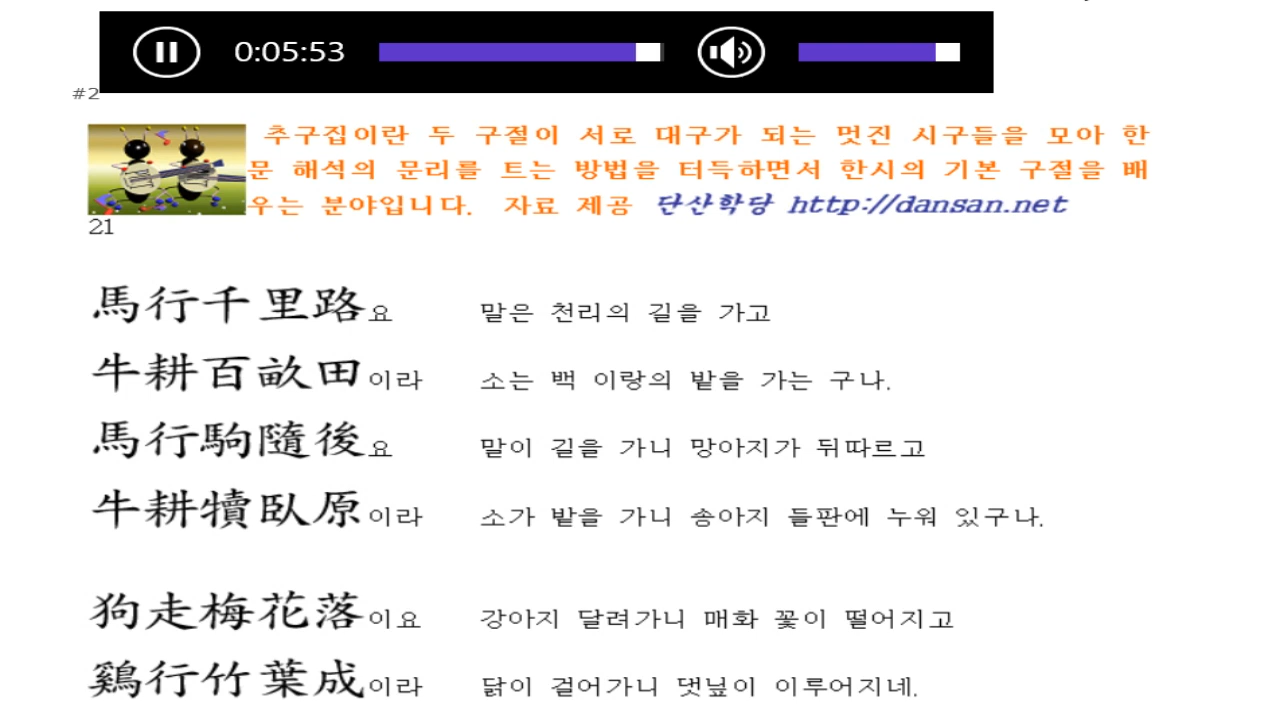 0:05:53
#2
추구집이란 두 구절이 서로 대구가 되는 멋진 시구들을 모아 한
문 해석의 문리를 트는 방법을 터득하면서 한시의 기본 구절을 배
우는 분야입니다. 자료 제공 단산학당 http://dansan.net
21
馬行千里路요 말은 천리의 길을 가고
牛耕百畝田이라 소는 백 이랑의 밭을 가는 구나.
馬行駒隨後요 말이 길을 가니 망아지가 뒤따르고
牛耕犢臥原이라 소가 밭을 가니 송아지 들판에 누워 있구나.
狗走梅花落이요 강아지 달려가니 매화 꽃이 떨어지고
鷄行竹葉成이라 닭이 걸어가니 댓닢이 이루어지네.